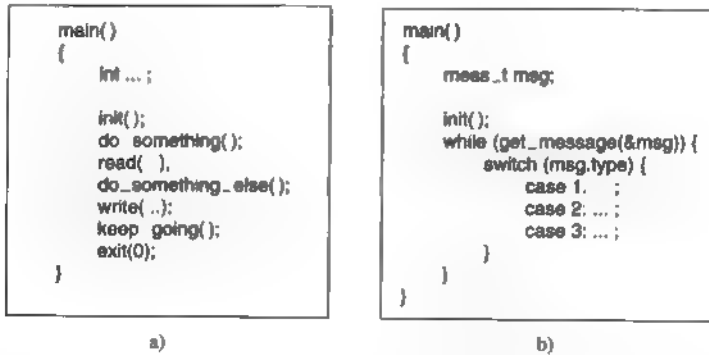 main()
{
int ... ;
init();
do something();
read( ),
do_something_else();
write( ..);
keep going();
exit(0);
}
a)
main()
{
mess_t msg;
init();
while (get_message(&msg)) {
switch (msg.type) {
case 1. ;
case 2: ... ;
case 3: ... ;
}
}
}
b)